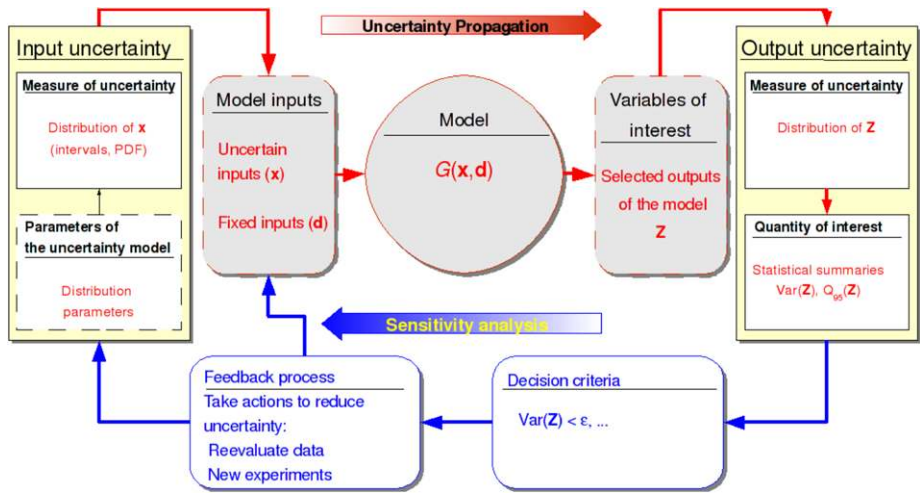 Uncertainty Propagation
Input uncertainty
Measure of uncertainty
Distribution of x
(intervals, PDF)
Parameters of
the uncertainty model
Distribution
parameters
Model inputs
Uncertain
inputs (x)
Fixed inputs (d)
Model
G(x,d)
Variables of
interest
Selected outputs
of the model
Z
Output uncertainty
Measure of uncertainty
Distribution of Z
Quantity of interest
Statistical summaries
Var(Z), Q95(Z)
Sensitivity analysis
Feedback process
Take actions to reduce
uncertainty:
Reevaluate data
New experiments
Decision criteria
Var(Z) < ε, ...